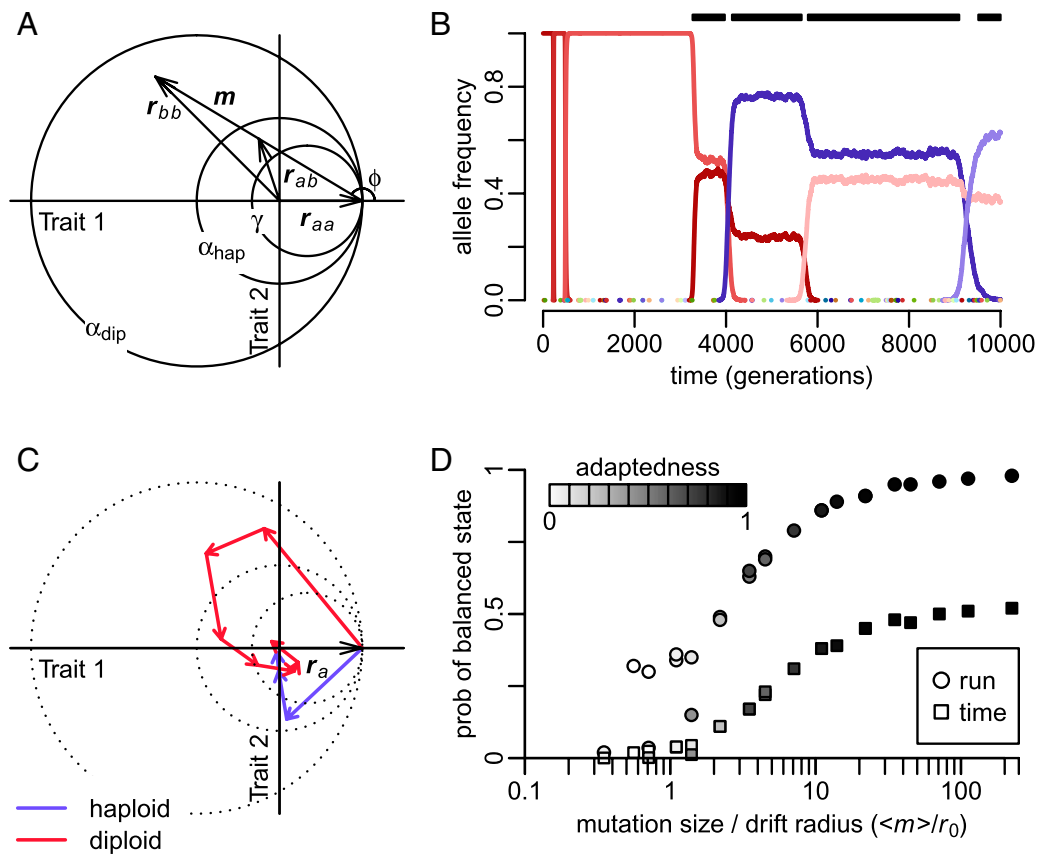 A
r_bb
m
r_ab
ϕ
Trait 1
γ
r_aa
α_hap
Trait 2
α_dip
B
allele frequency
0.8
0.4
0.0
0 2000 4000 6000 8000 10000
time (generations)
C
Trait 1
r_a
Trait 2
haploid
diploid
D
adaptedness
0 1
prob of balanced state
1
0.5
0
run
time
0.1 1 10 100
mutation size / drift radius (<m>/r_0)